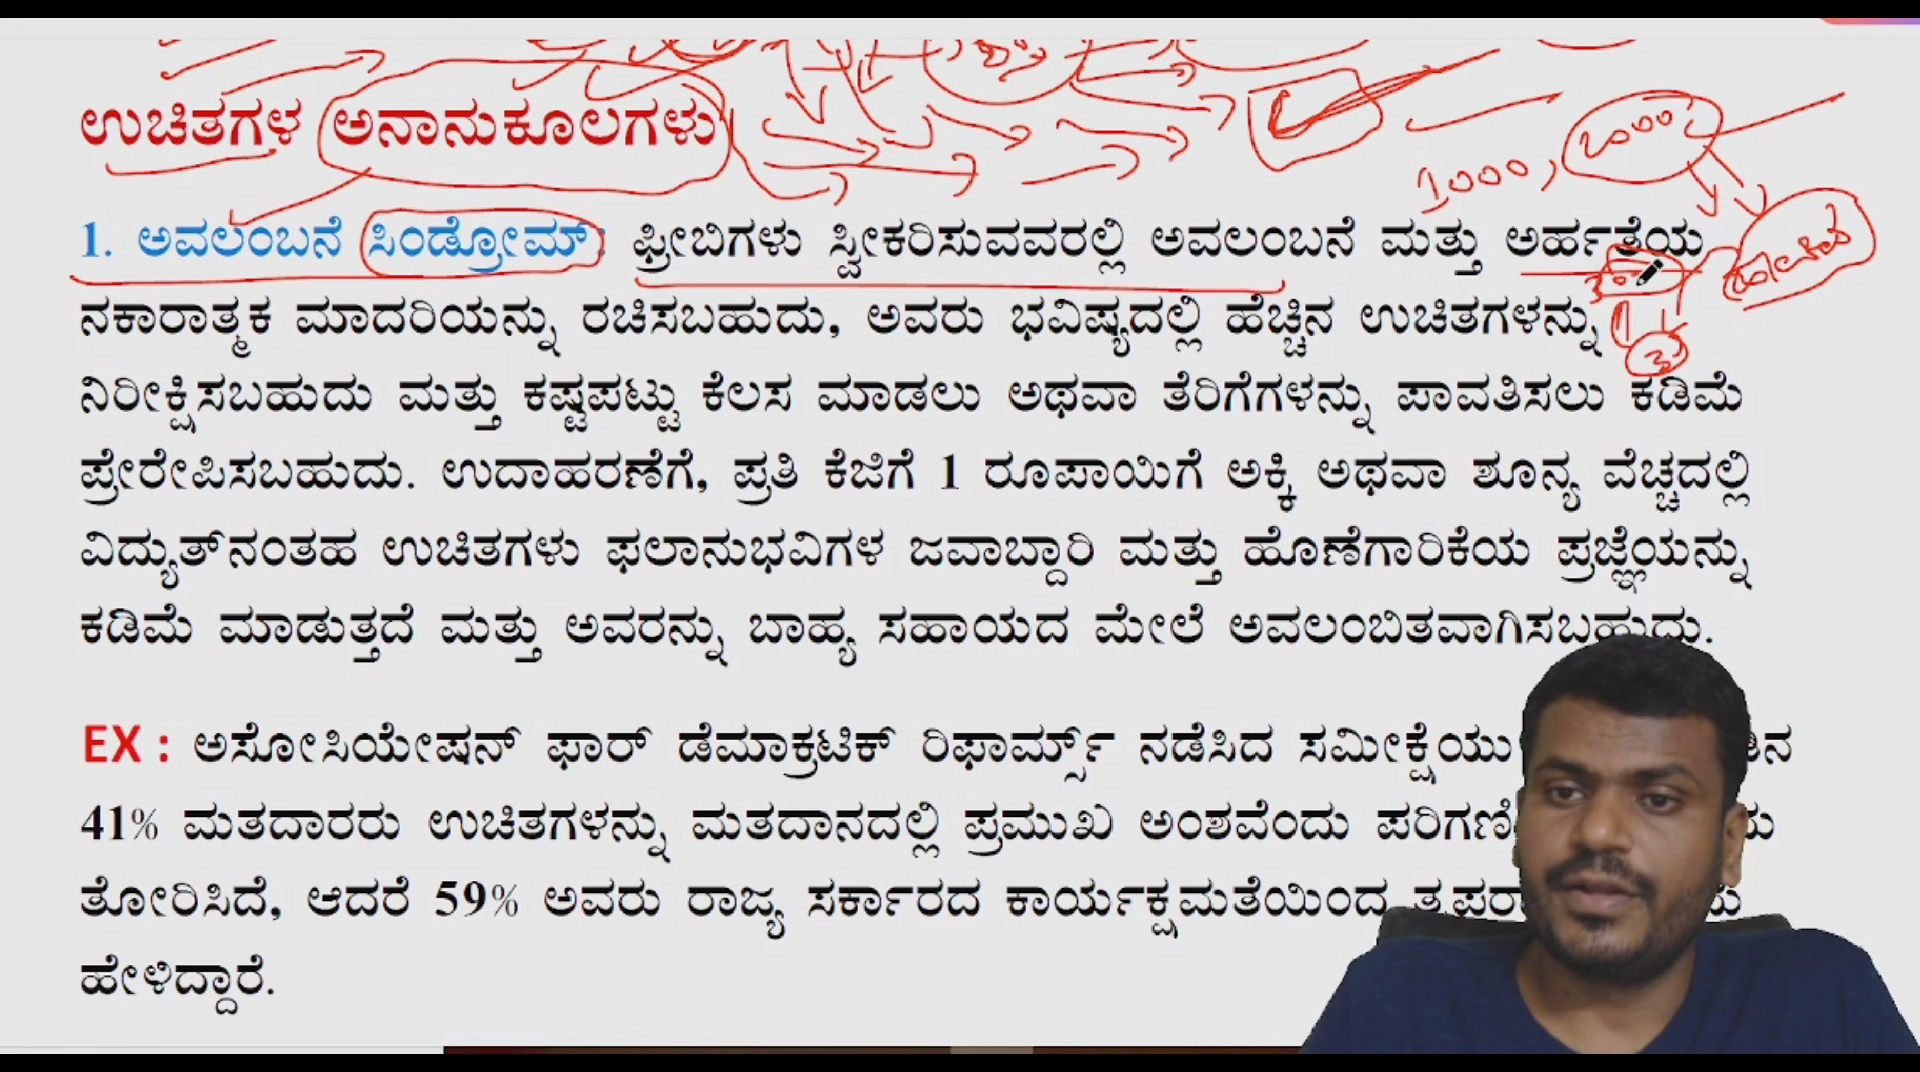 ಉಚಿತಗಳ ಅನಾನುಕೂಲಗಳು
1000, 2000
1. ಅವಲಂಬನೆ ಸಿಂಡ್ರೋಮ್: ಫ್ರೀಬಿಗಳು ಸ್ವೀಕರಿಸುವವರಲ್ಲಿ ಅವಲಂಬನೆ ಮತ್ತು ಅರ್ಹತೆಯ
ನಕಾರಾತ್ಮಕ ಮಾದರಿಯನ್ನು ರಚಿಸಬಹುದು, ಅವರು ಭವಿಷ್ಯದಲ್ಲಿ ಹೆಚ್ಚಿನ ಉಚಿತಗಳನ್ನು
ನಿರೀಕ್ಷಿಸಬಹುದು ಮತ್ತು ಕಷ್ಟಪಟ್ಟು ಕೆಲಸ ಮಾಡಲು ಅಥವಾ ತೆರಿಗೆಗಳನ್ನು ಪಾವತಿಸಲು ಕಡಿಮೆ
ಪ್ರೇರೇಪಿಸಬಹುದು. ಉದಾಹರಣೆಗೆ, ಪ್ರತಿ ಕೆಜಿಗೆ 1 ರೂಪಾಯಿಗೆ ಅಕ್ಕಿ ಅಥವಾ ಶೂನ್ಯ ವೆಚ್ಚದಲ್ಲಿ
ವಿದ್ಯುತ್‌ನಂತಹ ಉಚಿತಗಳು ಫಲಾನುಭವಿಗಳ ಜವಾಬ್ದಾರಿ ಮತ್ತು ಹೊಣೆಗಾರಿಕೆಯ ಪ್ರಜ್ಞೆಯನ್ನು
ಕಡಿಮೆ ಮಾಡುತ್ತದೆ ಮತ್ತು ಅವರನ್ನು ಬಾಹ್ಯ ಸಹಾಯದ ಮೇಲೆ ಅವಲಂಬಿತವಾಗಿಸಬಹುದು.
EX : ಅಸೋಸಿಯೇಷನ್ ಫಾರ್ ಡೆಮಾಕ್ರಟಿಕ್ ರಿಫಾರ್ಮ್ಸ್ ನಡೆಸಿದ ಸಮೀಕ್ಷೆಯು
41% ಮತದಾರರು ಉಚಿತಗಳನ್ನು ಮತದಾನದಲ್ಲಿ ಪ್ರಮುಖ ಅಂಶವೆಂದು
ತೋರಿಸಿದೆ, ಆದರೆ 59% ಅವರು ರಾಜ್ಯ ಸರ್ಕಾರದ ಕಾರ್ಯಕ್ಷಮತೆಯಿಂದ
ಹೇಳಿದ್ದಾರೆ.